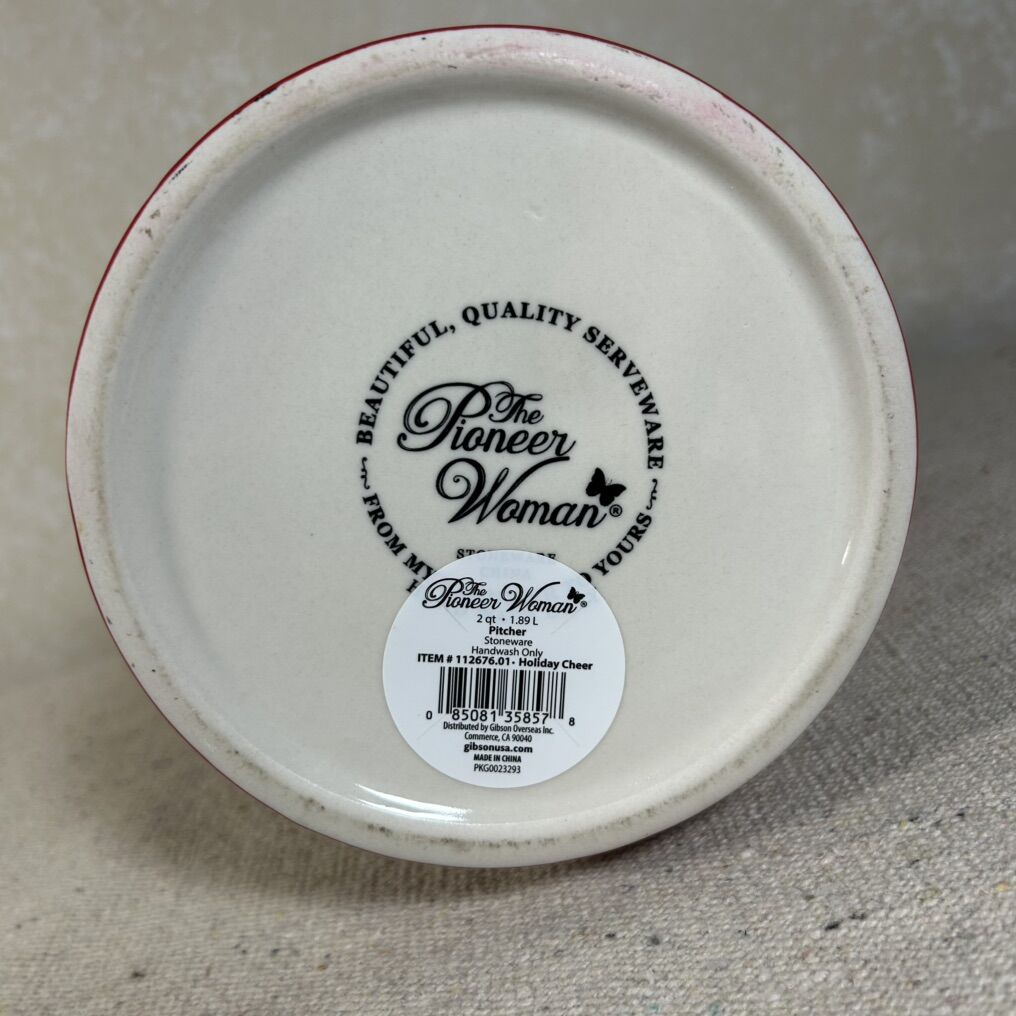 BEAUTIFUL, QUALITY SERVEWARE
The
Pioneer
Woman®
FROM MY
YOURS
The
Pioneer Woman®
2 qt • 1.89 L
Pitcher
Stoneware
Handwash Only
ITEM # 112676.01• Holiday Cheer
0 85081 35857 8
Distributed by Gibson Overseas Inc.
Commerce, CA 90040
gibsonusa.com
MADE IN CHINA
PKG0023293